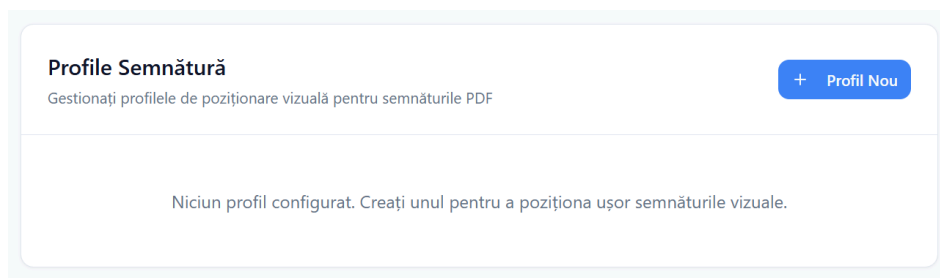 Profile Semnătură
Gestionați profilele de poziționare vizuală pentru semnăturile PDF
+ Profil Nou
Niciun profil configurat. Creați unul pentru a poziționa ușor semnăturile vizuale.